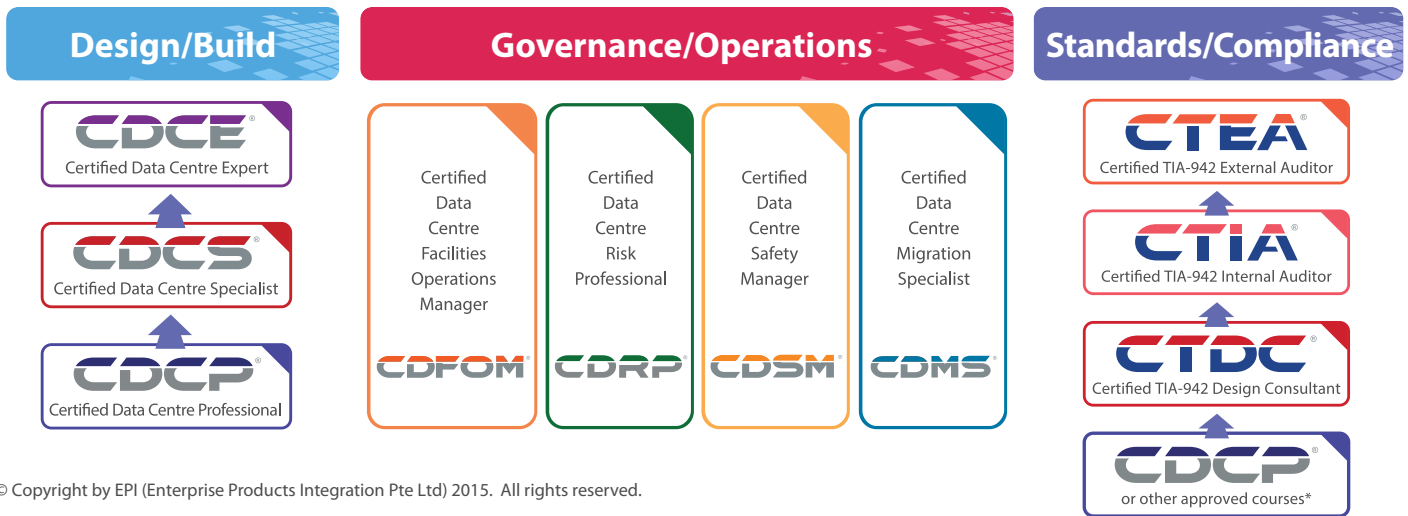 Design/Build
CDCE®
Certified Data Centre Expert
CDCS®
Certified Data Centre Specialist
CDCP®
Certified Data Centre Professional
Governance/Operations
Certified
Data
Centre
Facilities
Operations
Manager
CDFOM®
Certified
Data
Centre
Risk
Professional
CDRP®
Certified
Data
Centre
Safety
Manager
CDSM®
Certified
Data
Centre
Migration
Specialist
CDMS®
Standards/Compliance
CTEA®
Certified TIA-942 External Auditor
CTIA®
Certified TIA-942 Internal Auditor
CTDC®
Certified TIA-942 Design Consultant
CDCP®
or other approved courses*
© Copyright by EPI (Enterprise Products Integration Pte Ltd) 2015. All rights reserved.